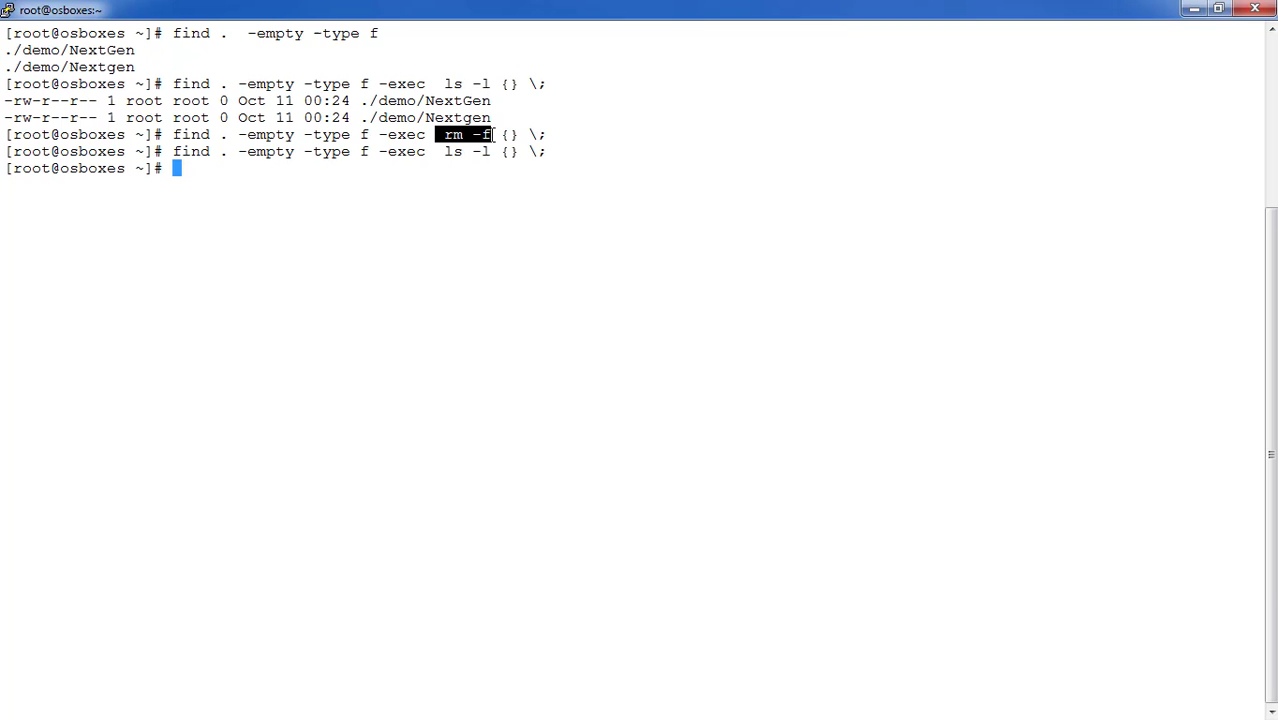 root@osboxes:~
[root@osboxes ~]# find .  -empty -type f
./demo/NextGen
./demo/Nextgen
[root@osboxes ~]# find . -empty -type f -exec  ls -l {} \;
-rw-r--r-- 1 root root 0 Oct 11 00:24 ./demo/NextGen
-rw-r--r-- 1 root root 0 Oct 11 00:24 ./demo/Nextgen
[root@osboxes ~]# find . -empty -type f -exec  rm -f {} \;
[root@osboxes ~]# find . -empty -type f -exec  ls -l {} \;
[root@osboxes ~]#